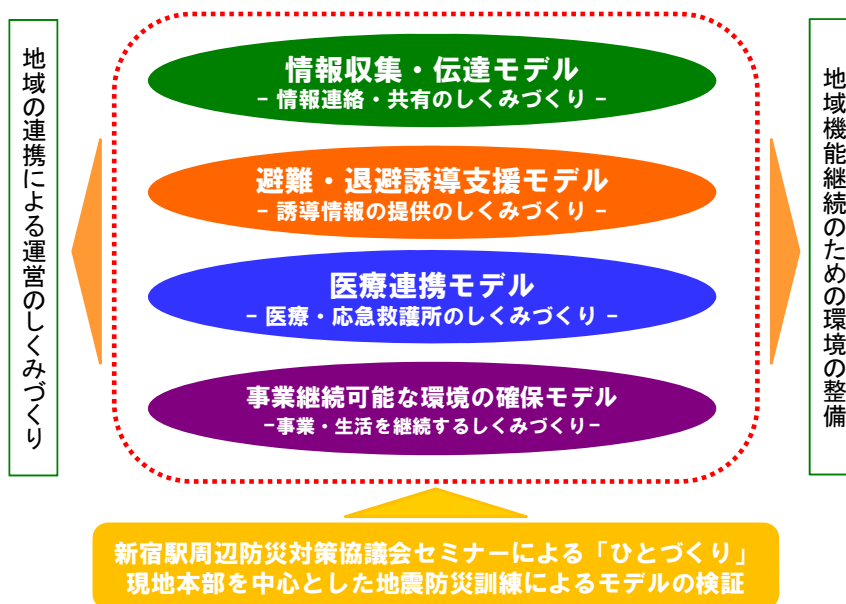 地域の連携による運営のしくみづくり
情報収集・伝達モデル
- 情報連絡・共有のしくみづくり -
避難・退避誘導支援モデル
- 誘導情報の提供のしくみづくり -
医療連携モデル
- 医療・応急救護所のしくみづくり -
事業継続可能な環境の確保モデル
-事業・生活を継続するしくみづくり-
地域機能継続のための環境の整備
新宿駅周辺防災対策協議会セミナーによる「ひとづくり」
現地本部を中心とした地震防災訓練によるモデルの検証